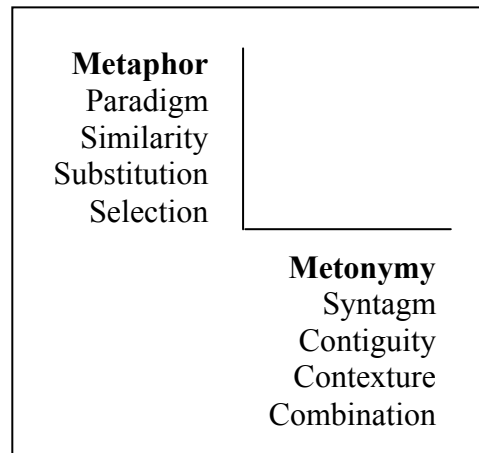 Metaphor
Paradigm
Similarity
Substitution
Selection
Metonymy
Syntagm
Contiguity
Contexture
Combination